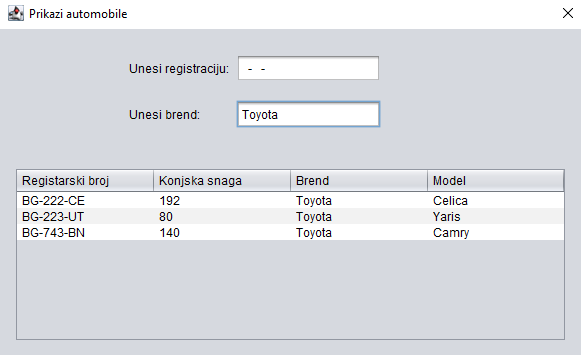 Prikazi automobile
Unesi registraciju: - -
Unesi brend: Toyota
Registarski broj Konjska snaga Brend Model
BG-222-CE 192 Toyota Celica
BG-223-UT 80 Toyota Yaris
BG-743-BN 140 Toyota Camry